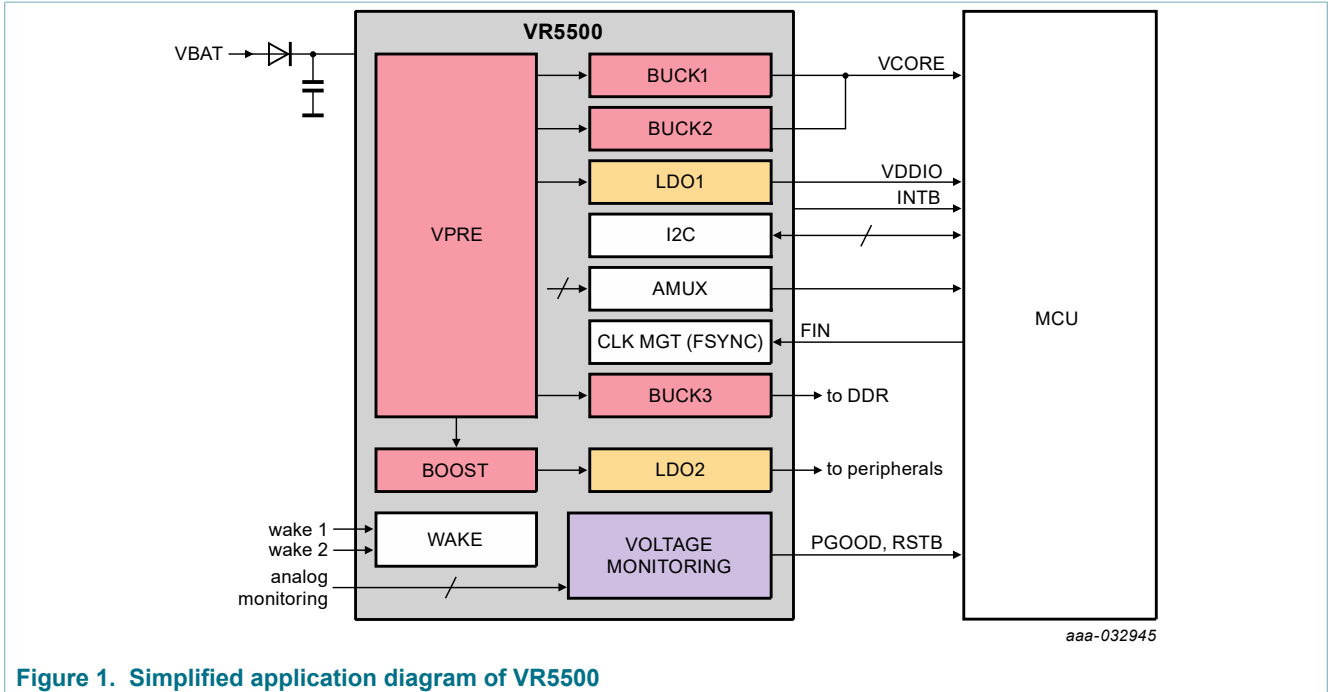 VR5500
VBAT
VPRE
BUCK1
BUCK2
LDO1
I2C
AMUX
CLK MGT (FSYNC)
BUCK3
BOOST
LDO2
WAKE
VOLTAGE
MONITORING
wake 1
wake 2
analog
monitoring
VCORE
VDDIO
INTB
FIN
to DDR
to peripherals
PGOOD, RSTB
MCU
aaa-032945
Figure 1. Simplified application diagram of VR5500